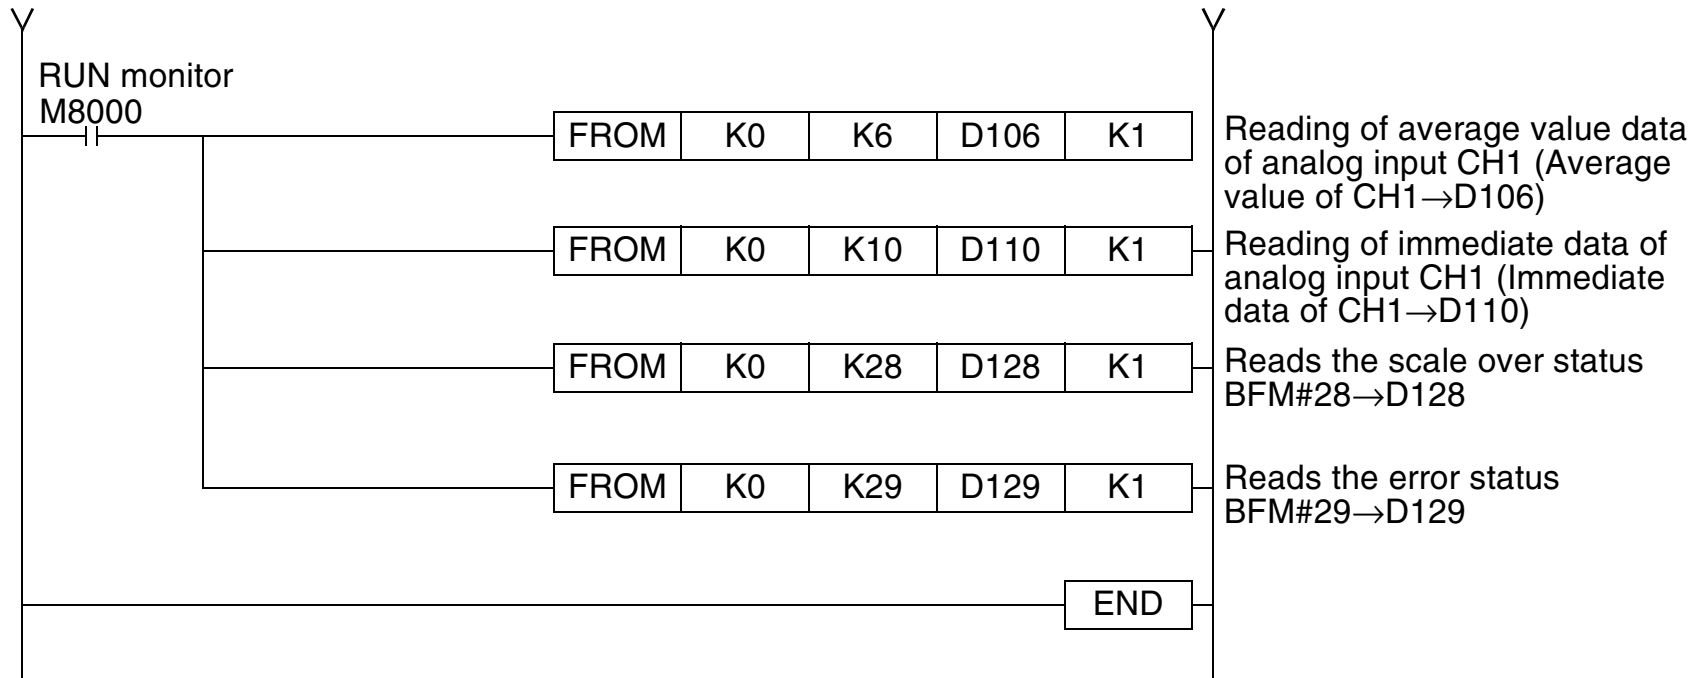 RUN monitor
M8000
FROM K0 K6 D106 K1
Reading of average value data
of analog input CH1 (Average
value of CH1→D106)
FROM K0 K10 D110 K1
Reading of immediate data of
analog input CH1 (Immediate
data of CH1→D110)
FROM K0 K28 D128 K1
Reads the scale over status
BFM#28→D128
FROM K0 K29 D129 K1
Reads the error status
BFM#29→D129
END